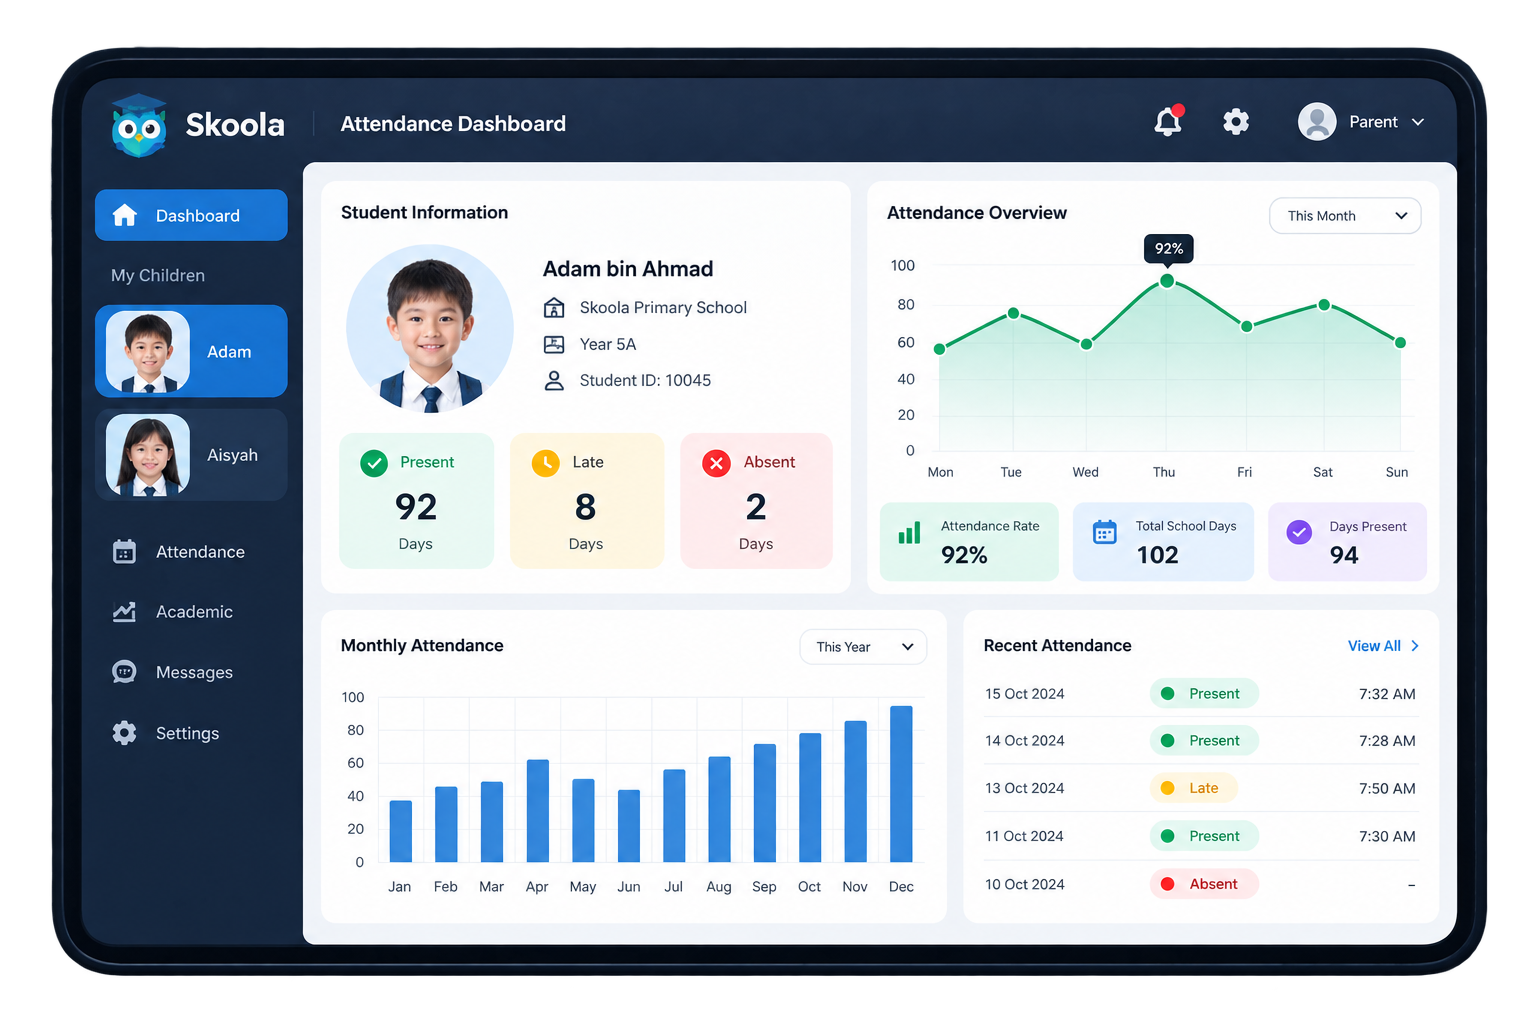 Skoola
Attendance Dashboard
Parent
Dashboard
My Children
Adam
Aisyah
Attendance
Academic
Messages
Settings
Student Information
Adam bin Ahmad
Skoola Primary School
Year 5A
Student ID: 10045
Present
92
Days
Late
8
Days
Absent
2
Days
Attendance Overview
This Month
92%
100
80
60
40
20
0
Mon Tue Wed Thu Fri Sat Sun
Attendance Rate
92%
Total School Days
102
Days Present
94
Monthly Attendance
This Year
100
80
60
40
20
0
Jan Feb Mar Apr May Jun Jul Aug Sep Oct Nov Dec
Recent Attendance
View All
15 Oct 2024 Present 7:32 AM
14 Oct 2024 Present 7:28 AM
13 Oct 2024 Late 7:50 AM
11 Oct 2024 Present 7:30 AM
10 Oct 2024 Absent –